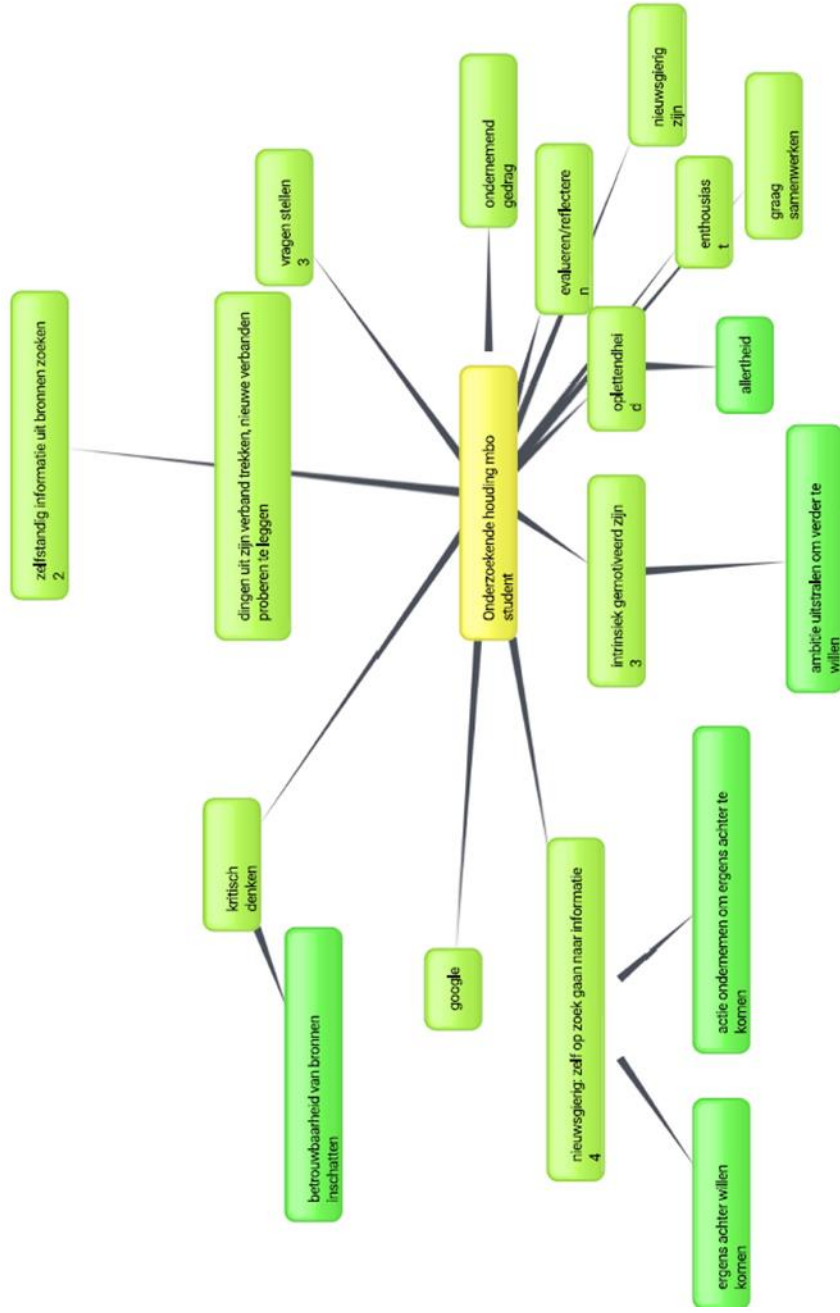 zelfstandig informatie uit bronnen zoeken
2
kritisch
denken
dingen uit zijn verband trekken, nieuwe verbanden
proberen te leggen
vragen stellen
3
betrouwbaarheid van bronnen
inschatten
google
Onderzoekende houding mbo
student
ondernemend
gedrag
evalueren/reflectere
n
nieuwsgierig: zelf op zoek gaan naar informatie
4
intrinsiek gemotiveerd zijn
3
oplettendhei
d
nieuwsgierig
zijn
enthousias
t
ergens achter willen
komen
actie ondernemen om ergens achter te
komen
allertheid
graag
samenwerken
ambitie uitstralen om verder te
willen